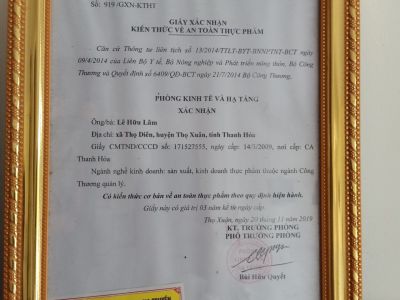 Số: 919/GXN-KTHT
GIẤY XÁC NHẬN
KIẾN THỨC VỀ AN TOÀN THỰC PHẨM
Căn cứ Thông tư liên tịch số 13/2014/TTLT-BYT-BNNPTNT-BCT ngày
09/4/2014 của Liên Bộ Y tế, Bộ Nông nghiệp và Phát triển nông thôn, Bộ Công
Thương và Quyết định số 6409/QĐ-BCT ngày 21/7/2014 Bộ Công Thương,
PHÒNG KINH TẾ VÀ HẠ TẦNG
XÁC NHẬN
Ông/bà: Lê Hữu Lâm
Địa chỉ: xã Thọ Diên, huyện Thọ Xuân, tỉnh Thanh Hóa
Giấy CMTND/CCCD số: 171527555, ngày cấp: 14/3/2009, nơi cấp: CA
Thanh Hóa
Ngành nghề kinh doanh: sản xuất, kinh doanh thực phẩm thuộc ngành Công
Thương quản lý.
Có kiến thức cơ bản về an toàn thực phẩm theo quy định hiện hành.
Giấy này có giá trị 03 năm kể từ ngày cấp
Thọ Xuân, ngày 20 tháng 11 năm 2019
KT. TRƯỞNG PHÒNG
PHÓ TRƯỞNG PHÒNG
Bùi Hữu Quyết